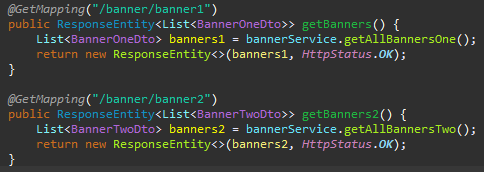 @GetMapping("/banner/banner1")
public ResponseEntity<List<BannerOneDto>> getBanners() {
    List<BannerOneDto> banners1 = bannerService.getAllBannersOne();
    return new ResponseEntity<>(banners1, HttpStatus.OK);
}

@GetMapping("/banner/banner2")
public ResponseEntity<List<BannerTwoDto>> getBanners2() {
    List<BannerTwoDto> banners2 = bannerService.getAllBannersTwo();
    return new ResponseEntity<>(banners2, HttpStatus.OK);
}